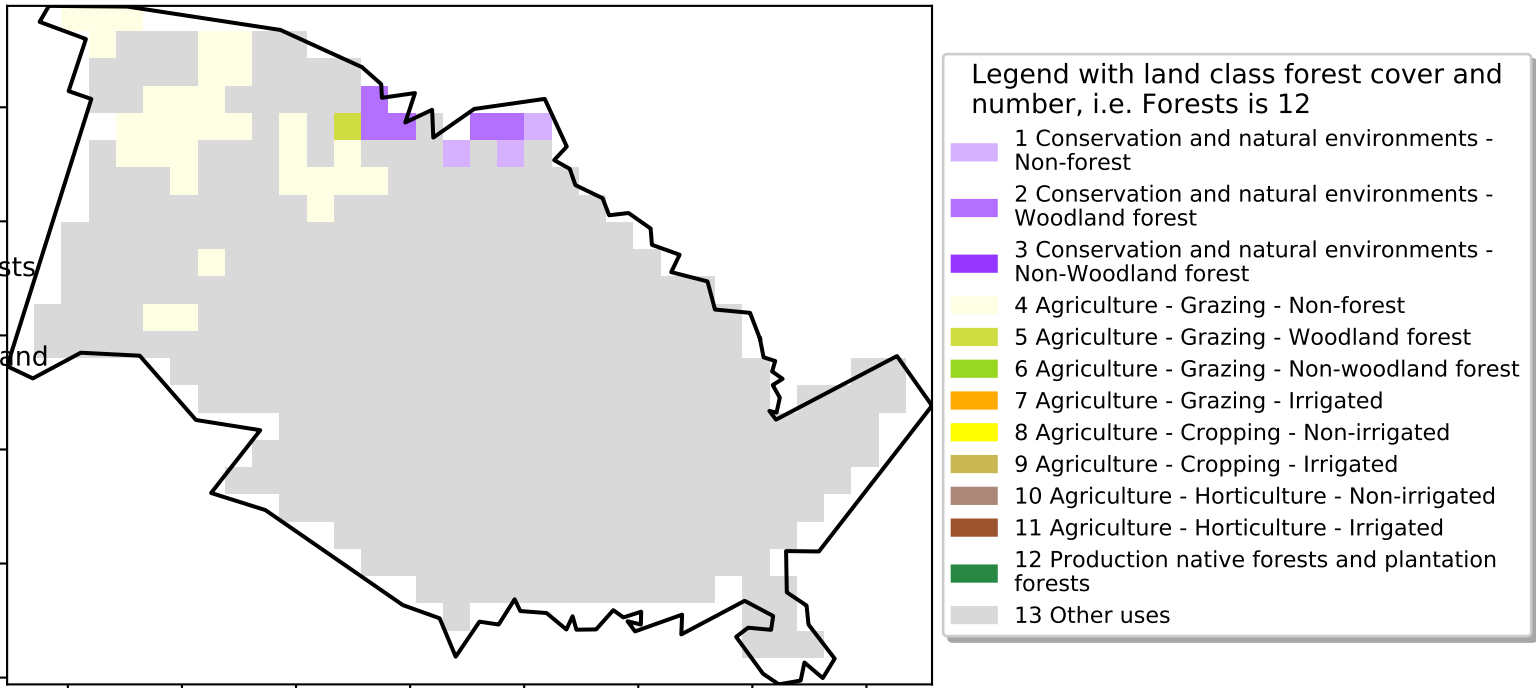 Legend with land class forest cover and
number, i.e. Forests is 12
1 Conservation and natural environments -
Non-forest
2 Conservation and natural environments -
Woodland forest
3 Conservation and natural environments -
Non-Woodland forest
4 Agriculture - Grazing - Non-forest
5 Agriculture - Grazing - Woodland forest
6 Agriculture - Grazing - Non-woodland forest
7 Agriculture - Grazing - Irrigated
8 Agriculture - Cropping - Non-irrigated
9 Agriculture - Cropping - Irrigated
10 Agriculture - Horticulture - Non-irrigated
11 Agriculture - Horticulture - Irrigated
12 Production native forests and plantation
forests
13 Other uses
sts
and